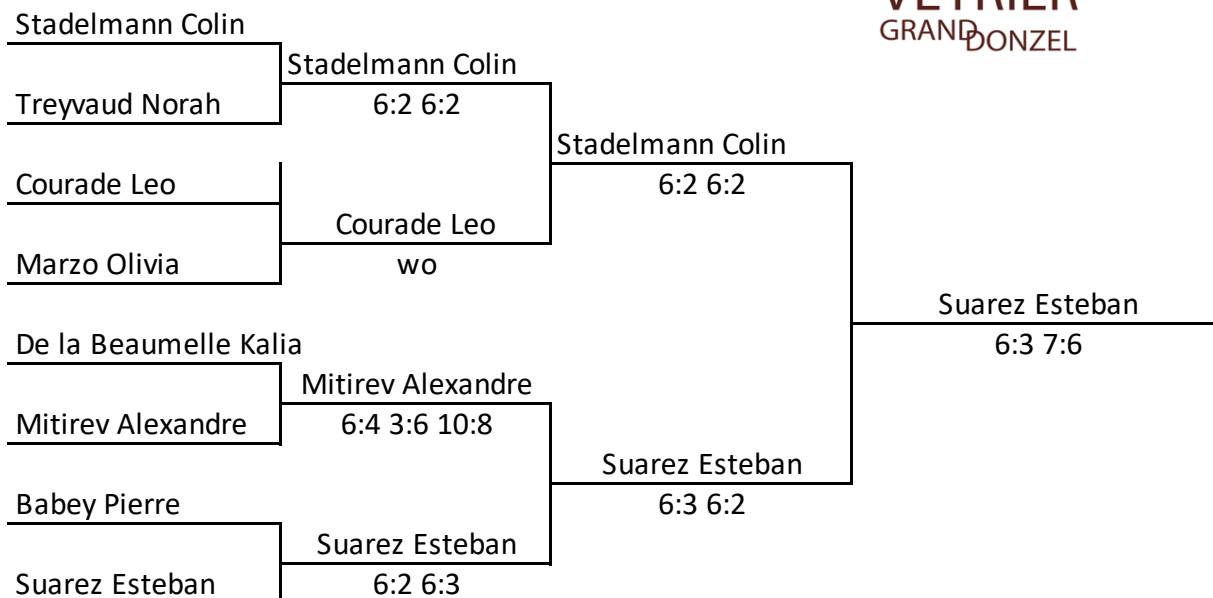 VEYRIER
GRAND DONZEL
Stadelmann Colin
Stadelmann Colin
Treyvaud Norah
6:2 6:2
Stadelmann Colin
Courade Leo
6:2 6:2
Courade Leo
Marzo Olivia
wo
Suarez Esteban
De la Beaumelle Kalia
6:3 7:6
Mitirev Alexandre
Mitirev Alexandre
6:4 3:6 10:8
Suarez Esteban
Babey Pierre
6:3 6:2
Suarez Esteban
Suarez Esteban
6:2 6:3